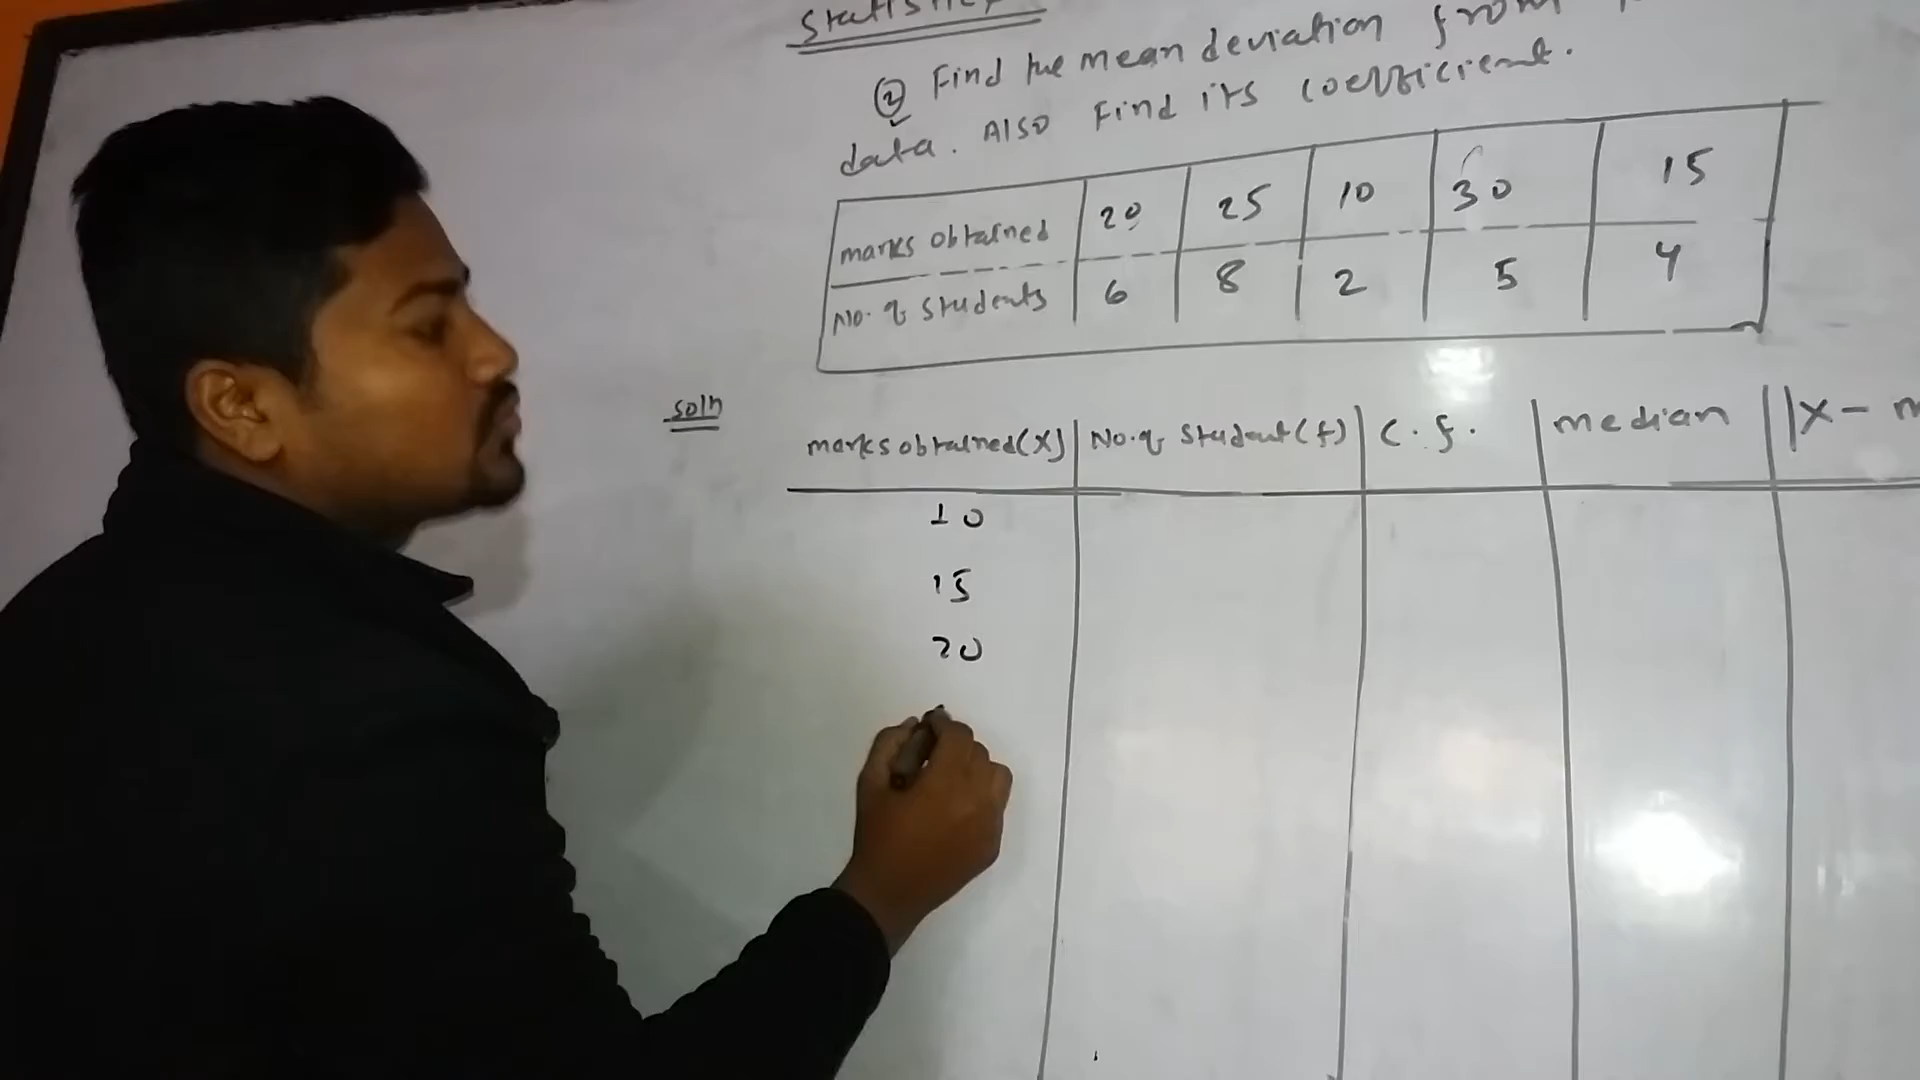 Statistics
② Find the mean deviation from
data. Also Find its coefficient.
marks obtained 20 25 10 30 15
No. of students 6 8 2 5 4
Soln
marks obtained (x) No. of Student (f) C.f. median |x - m
10
15
20